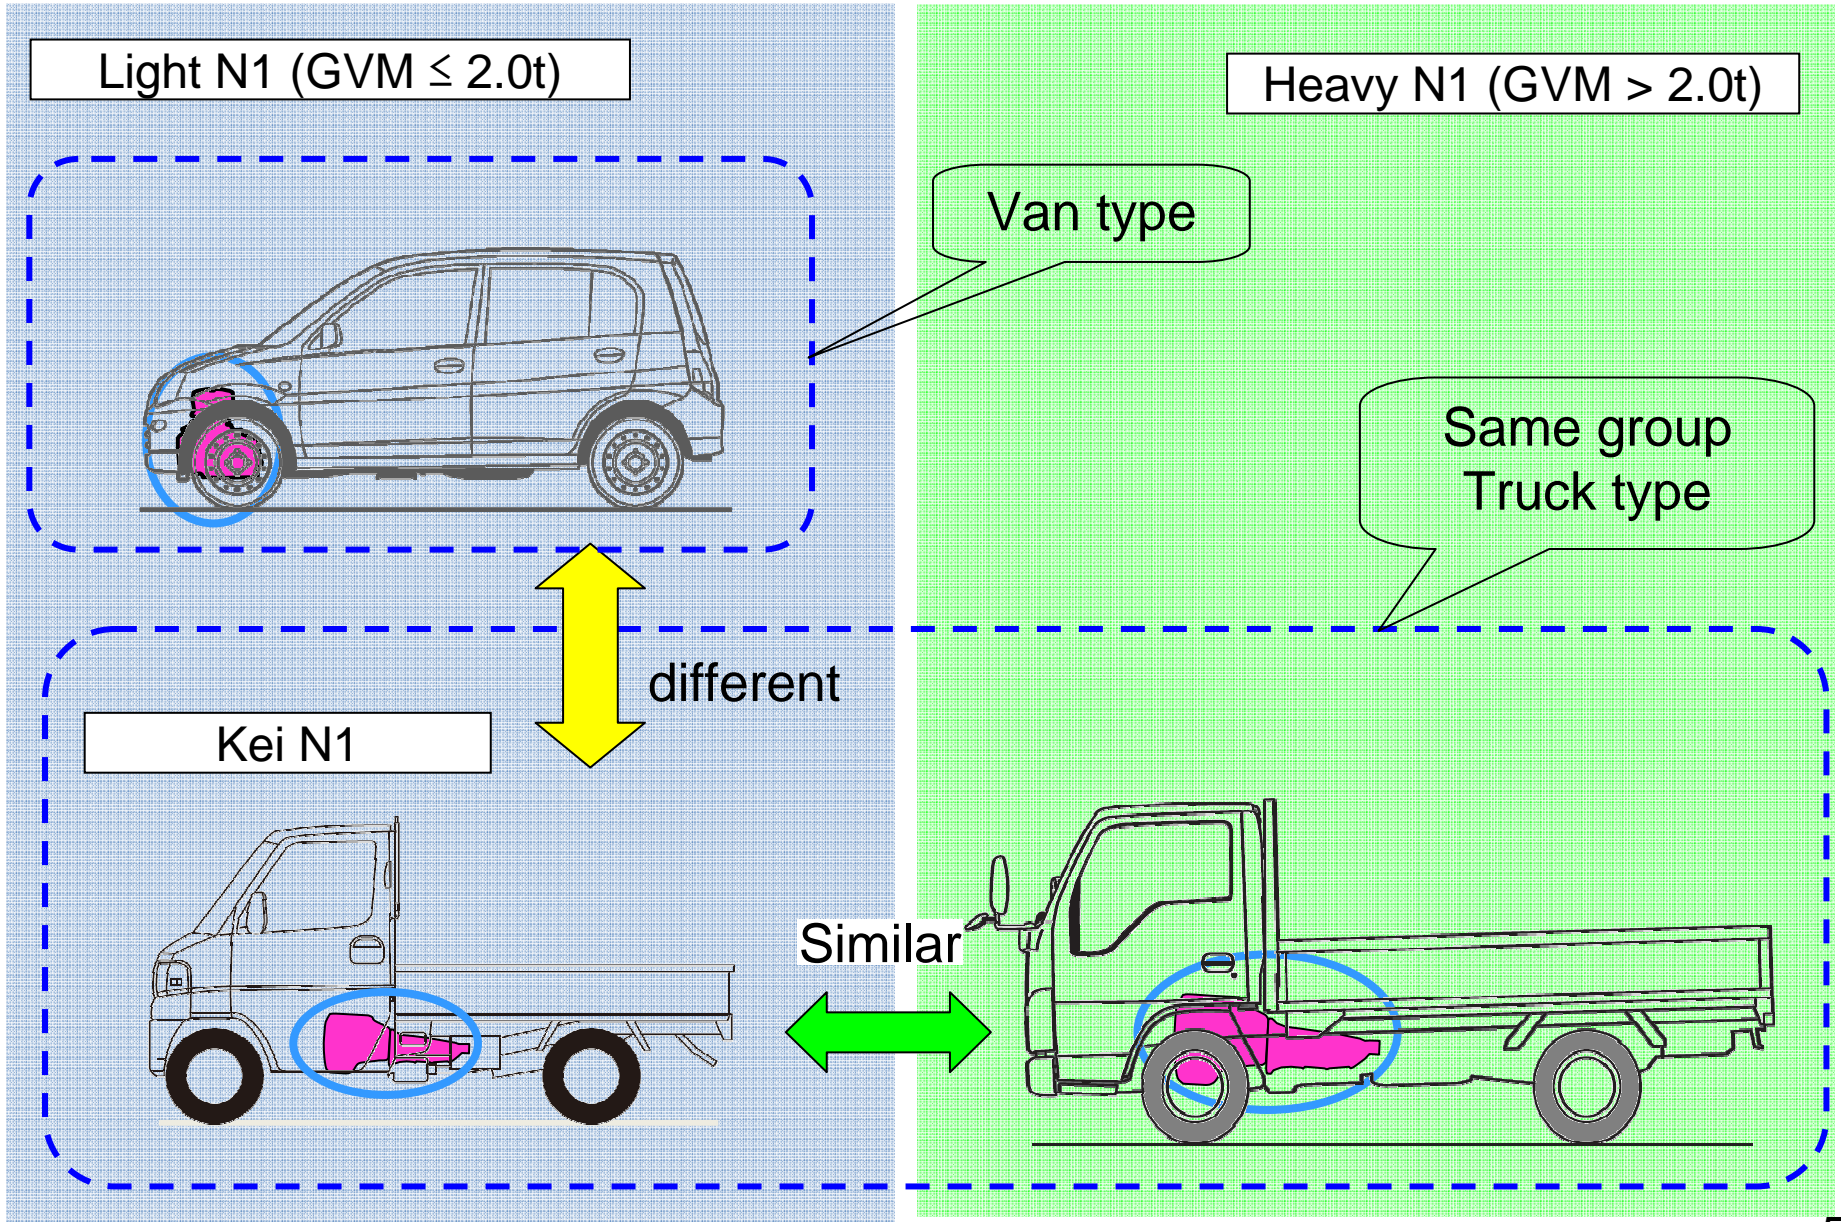 Light N1 (GVM ≤ 2.0t)
Heavy N1 (GVM > 2.0t)
Van type
Same group
Truck type
different
Kei N1
Similar